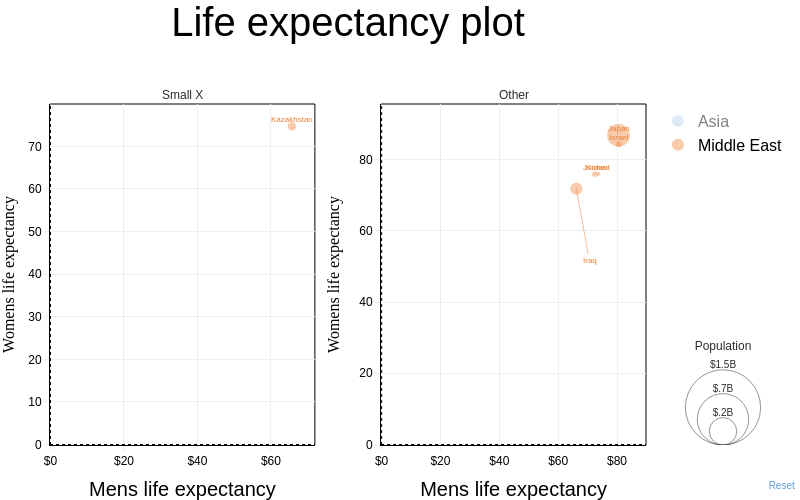 Life expectancy plot
Small X
Other
Kazakhstan
70
60
50
40
30
20
10
0
$0
$20
$40
$60
Womens life expectancy
Mens life expectancy
Japan
Israel
Iraq
80
60
40
20
0
$0
$20
$40
$60
$80
Womens life expectancy
Mens life expectancy
Asia
Middle East
Population
$1.5B
$.7B
$.2B
Reset